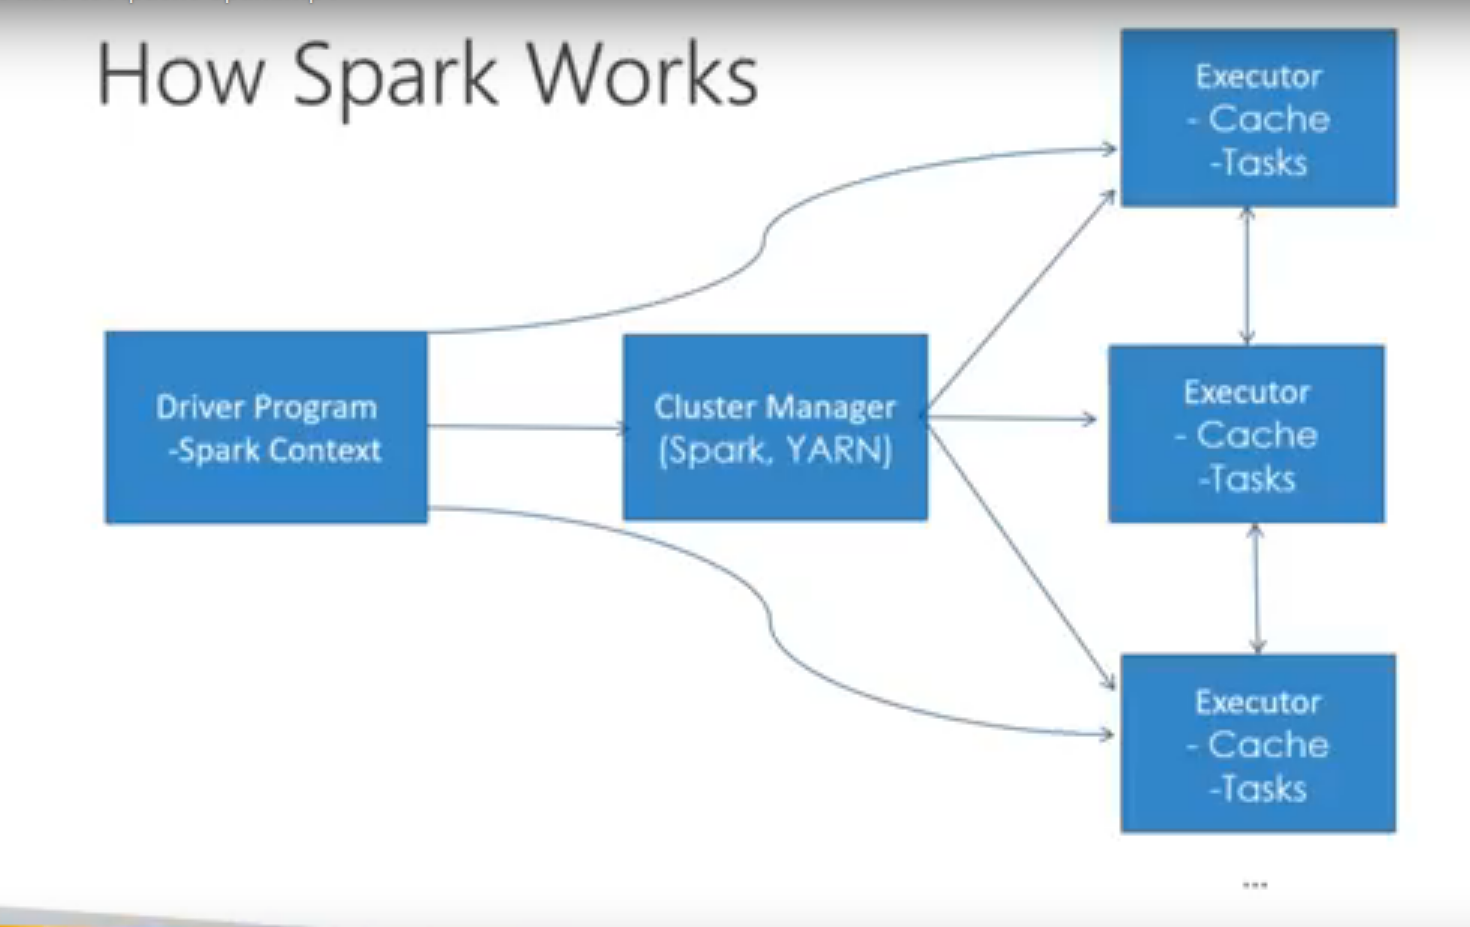 How Spark Works
Executor
- Cache
-Tasks
Driver Program
-Spark Context
Cluster Manager
(Spark, YARN)
Executor
- Cache
-Tasks
Executor
- Cache
-Tasks
...